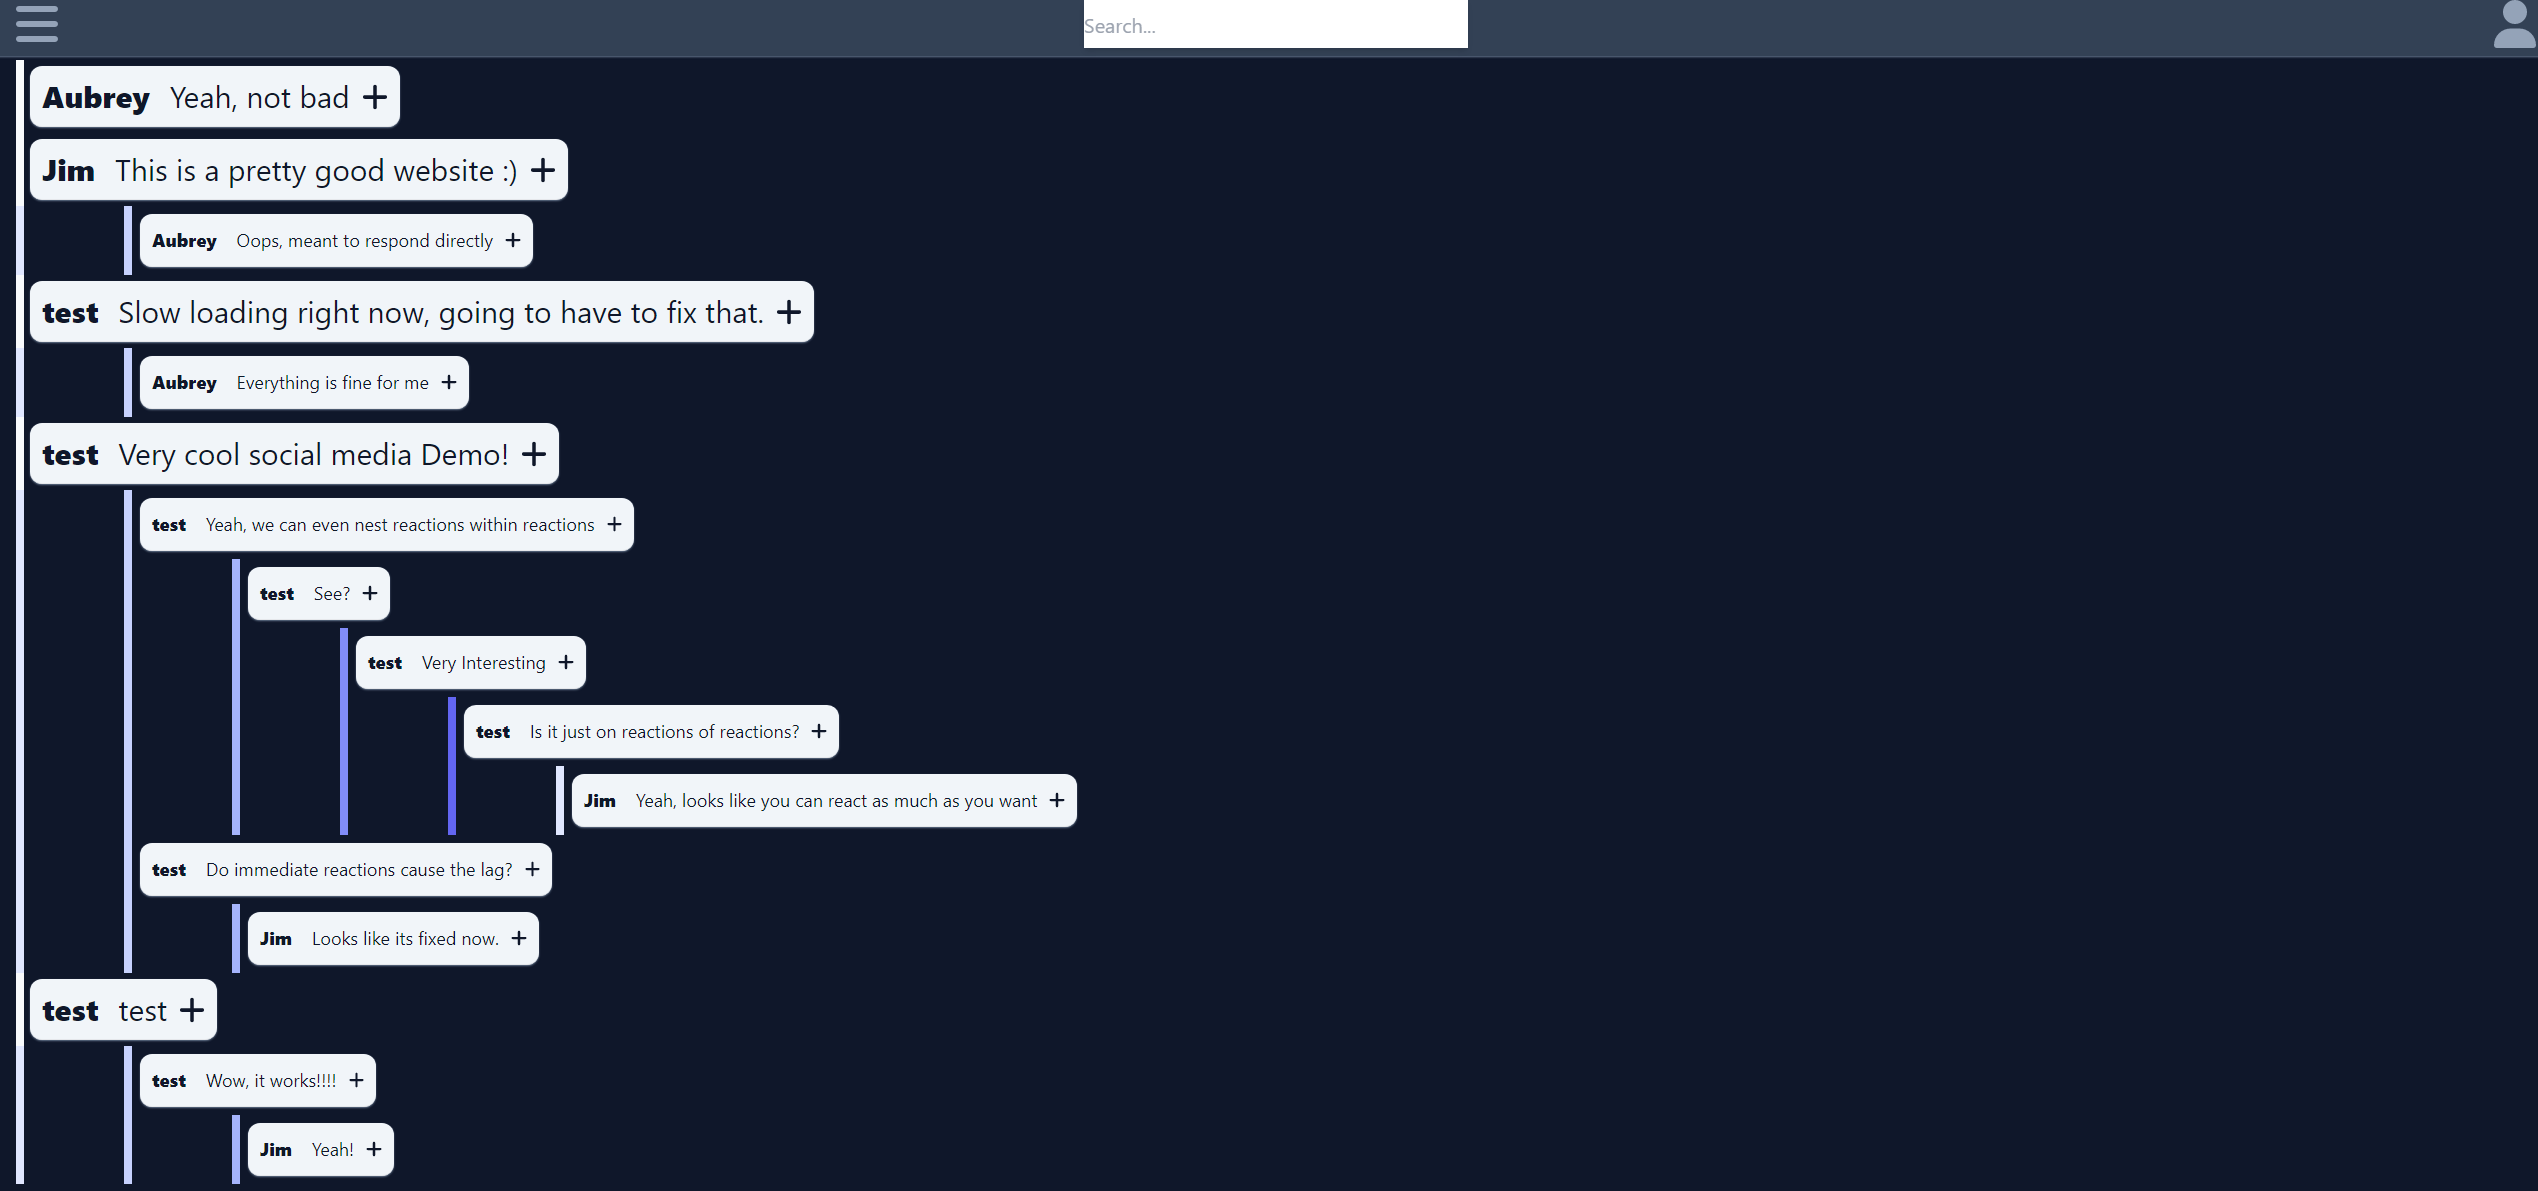 Search...
Aubrey Yeah, not bad +
Jim This is a pretty good website :) +
Aubrey Oops, meant to respond directly +
test Slow loading right now, going to have to fix that. +
Aubrey Everything is fine for me +
test Very cool social media Demo! +
test Yeah, we can even nest reactions within reactions +
test See? +
test Very Interesting +
test Is it just on reactions of reactions? +
Jim Yeah, looks like you can react as much as you want +
test Do immediate reactions cause the lag? +
Jim Looks like its fixed now. +
test test +
test Wow, it works!!!! +
Jim Yeah! +